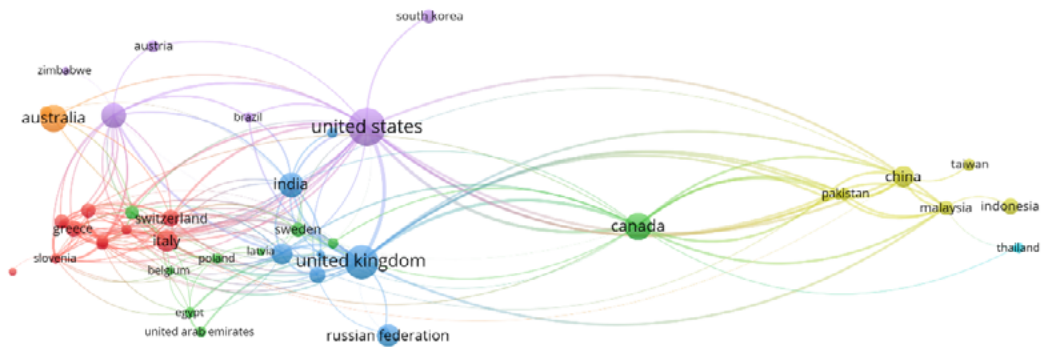 south korea
austria
zimbabwe
australia
brazil
united states
taiwan
china
india
pakistan
malaysia
indonesia
switzerland
greece
canada
sweden
italy
thailand
latvia
slovenia
poland
united kingdom
belgium
egypt
united arab emirates
russian federation